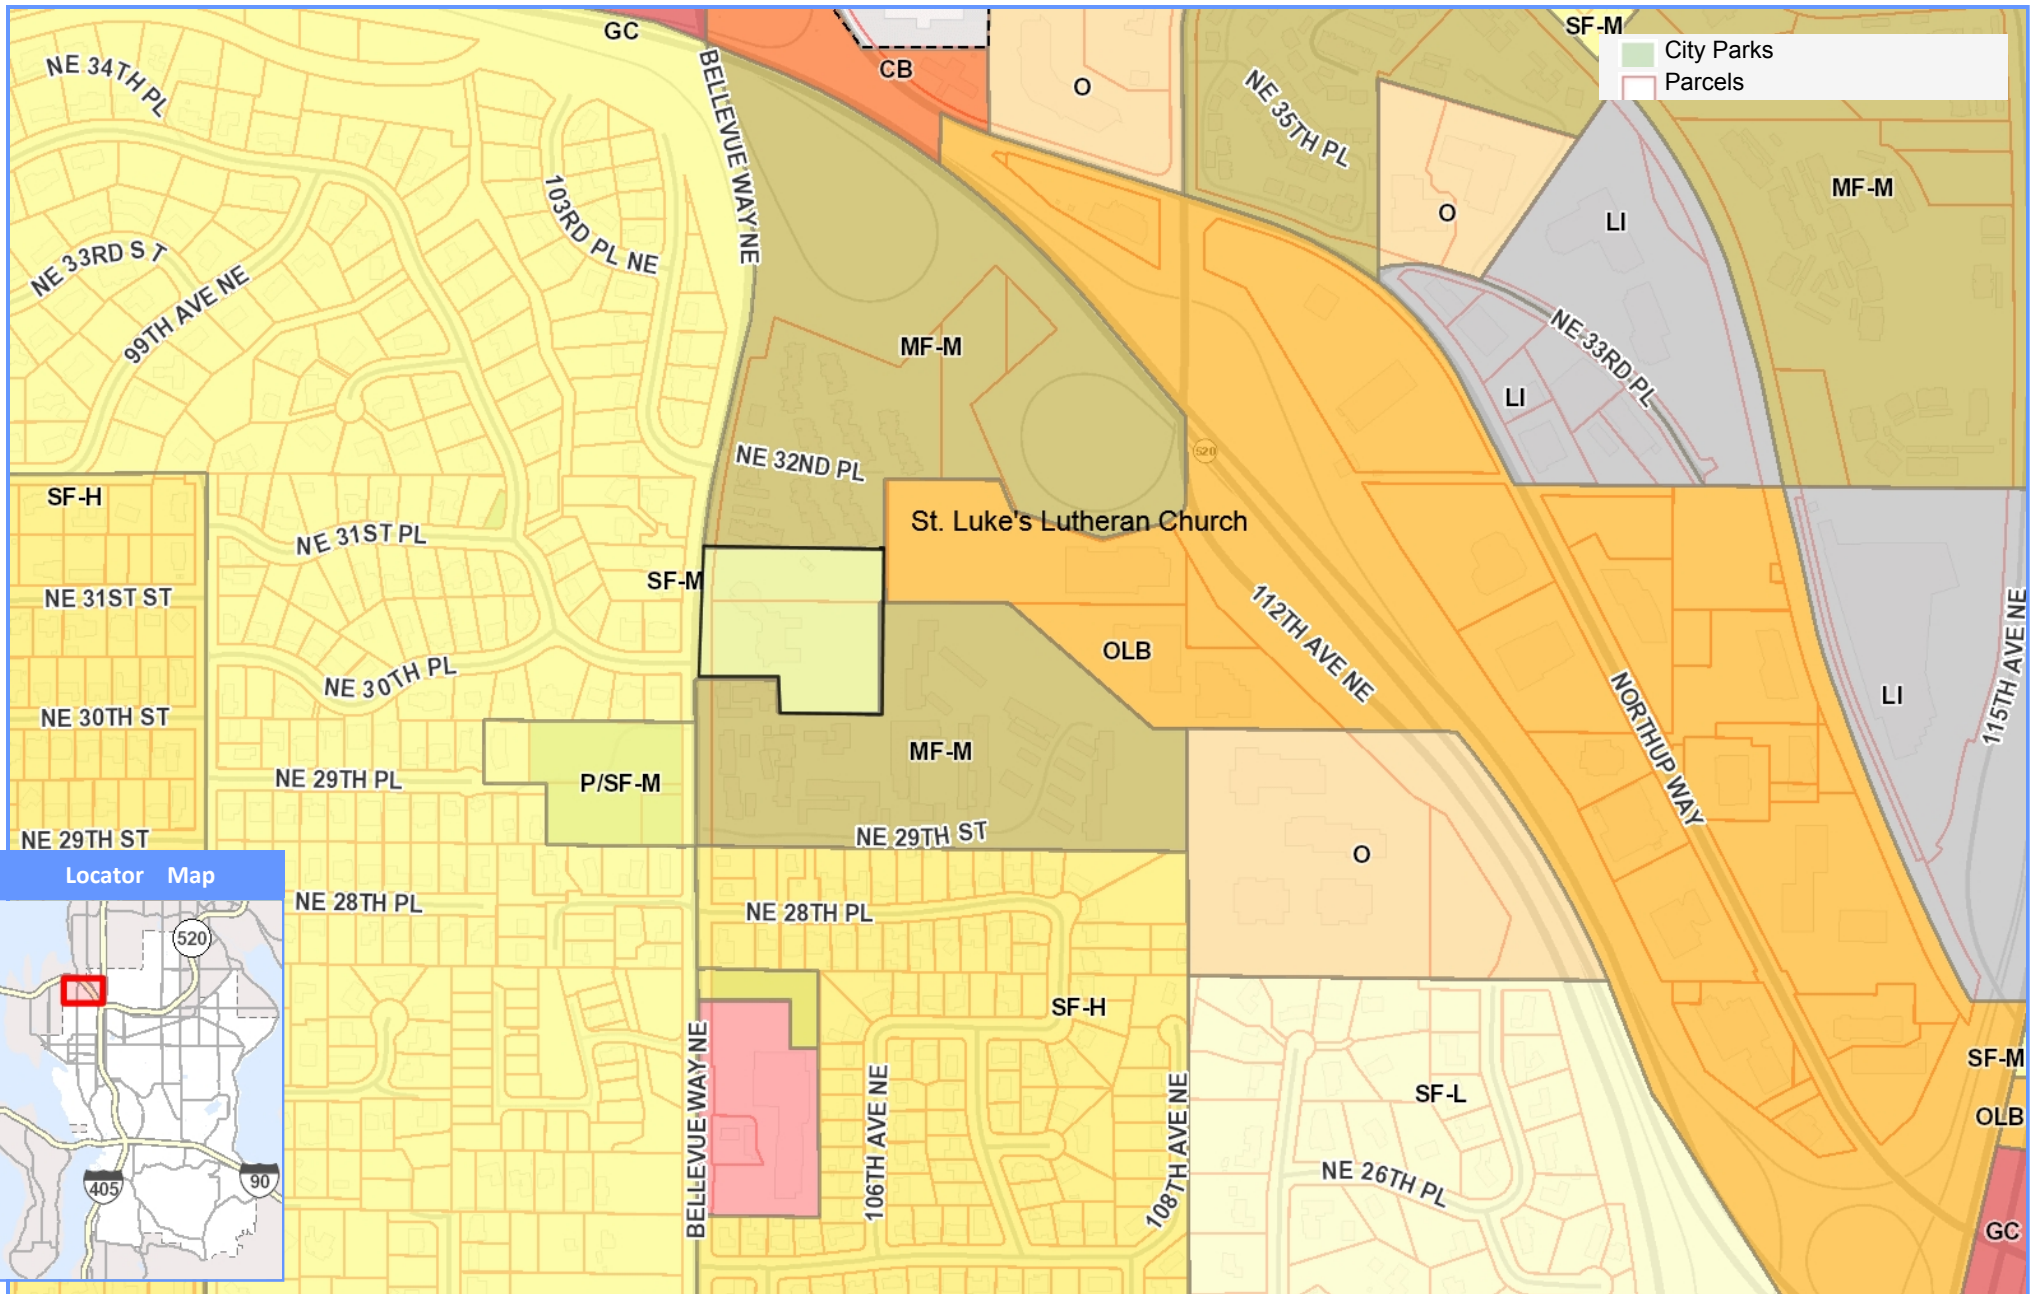 GC
SF-M
City Parks
Parcels
CB
O
NE 34TH PL
BELLEVUE WAY NE
NE 35TH PL
MF-M
103RD PL NE
O
LI
NE 33RD S T
99TH AVE NE
MF-M
NE 33RD PL
LI
NE 32ND PL
520
SF-H
St. Luke's Lutheran Church
NE 31ST PL
SF-M
NE 31ST ST
112TH AVE NE
115TH AVE NE
OLB
NE 30TH PL
LI
NORTHUP WAY
NE 30TH ST
MF-M
NE 29TH PL
P/SF-M
NE 29TH ST
NE 29TH ST
O
Locator Map
NE 28TH PL
NE 28TH PL
520
SF-H
SF-M
BELLEVUE WAY NE
106TH AVE NE
108TH AVE NE
SF-L
OLB
NE 26TH PL
405
90
GC